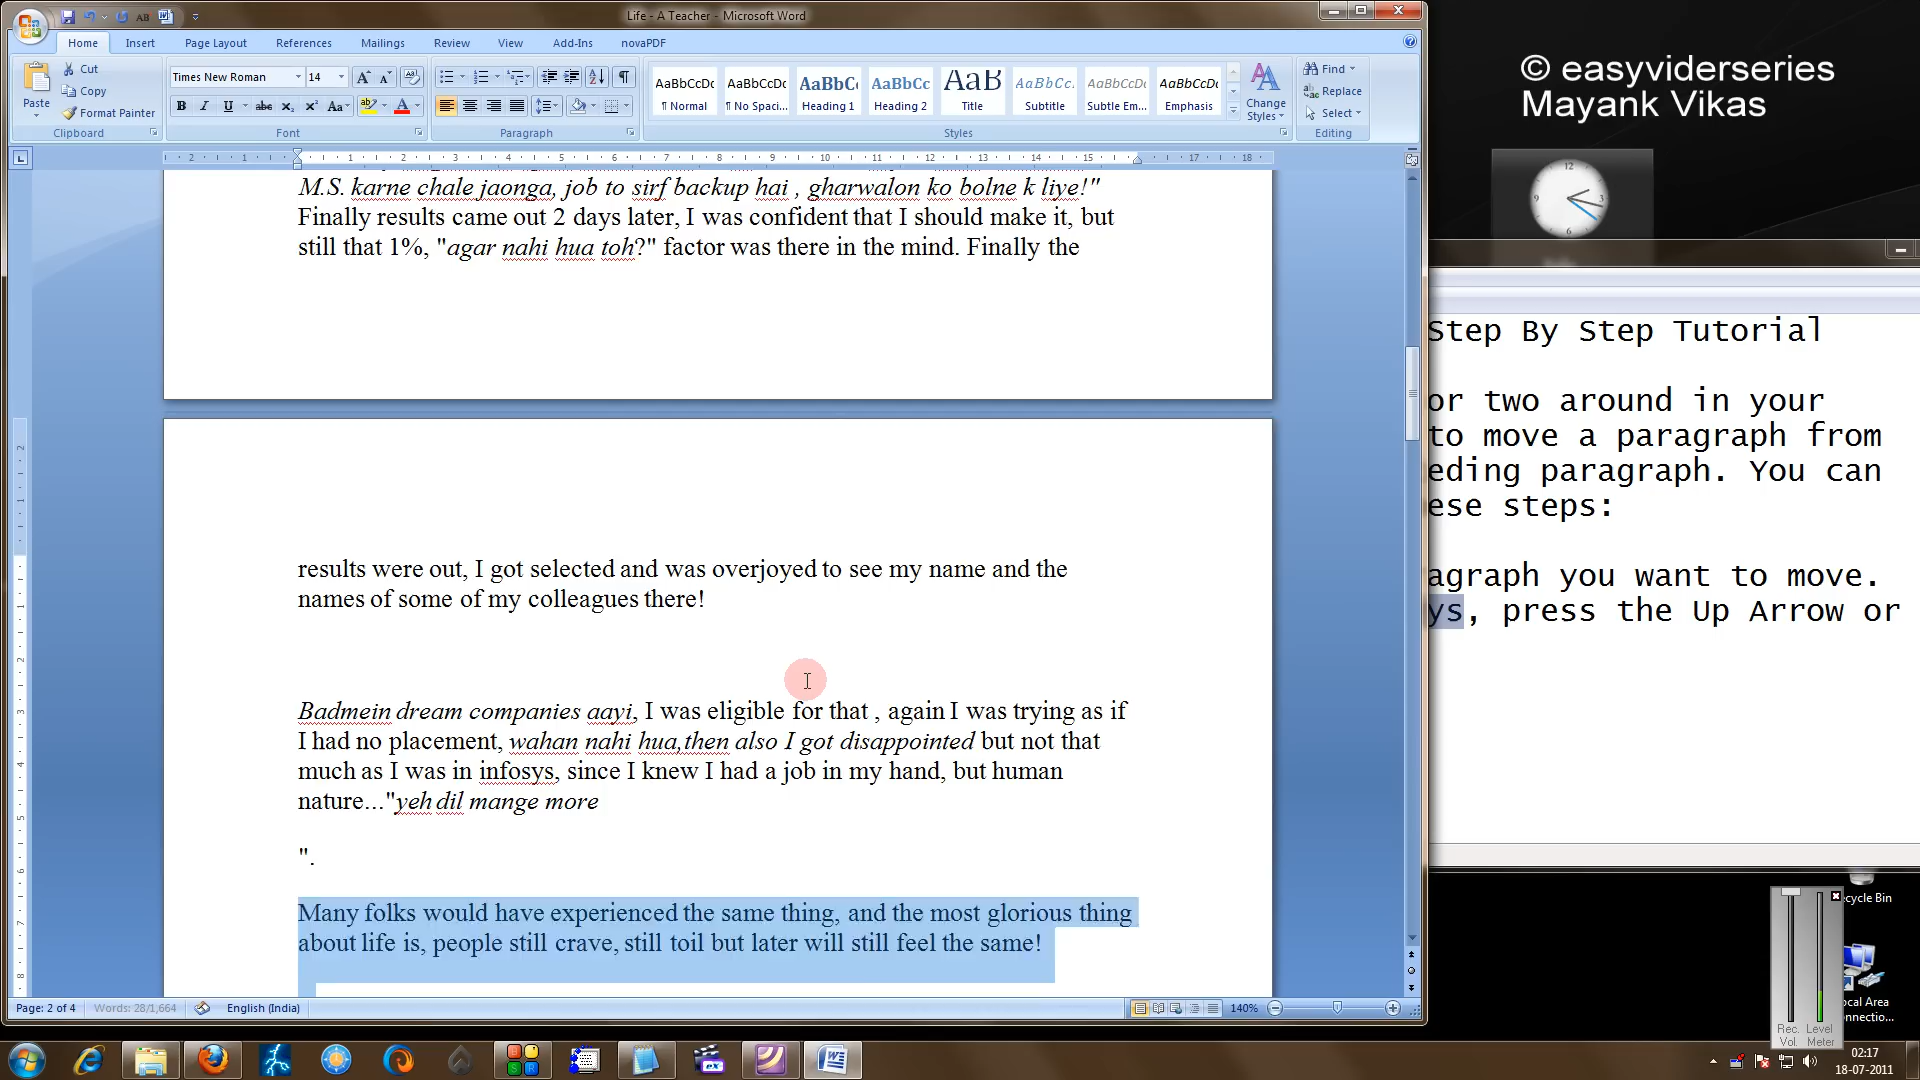 Life - A Teacher - Microsoft Word
Home Insert Page Layout References Mailings Review View Add-Ins novaPDF
Paste
Cut
Copy
Format Painter
Clipboard
Times New Roman 14
Font
Paragraph
AaBbCcDc AaBbCcDc AaBbCc AaBbCc AaB AaBbCc. AaBbCcDc AaBbCcDc
¶ Normal ¶ No Spaci... Heading 1 Heading 2 Title Subtitle Subtle Em... Emphasis
Change Styles
Styles
Find
Replace
Select
Editing
© easyviderseries
Mayank Vikas
M.S. karne chale jaonga, job to sirf backup hai , gharwalon ko bolne k liye!"
Finally results came out 2 days later, I was confident that I should make it, but
still that 1%, "agar nahi hua toh?" factor was there in the mind. Finally the
results were out, I got selected and was overjoyed to see my name and the
names of some of my colleagues there!
Badmein dream companies aayi, I was eligible for that , again I was trying as if
I had no placement, wahan nahi hua,then also I got disappointed but not that
much as I was in infosys, since I knew I had a job in my hand, but human
nature..."yeh dil mange more
".
Many folks would have experienced the same thing, and the most glorious thing
about life is, people still crave, still toil but later will still feel the same!
Step By Step Tutorial
or two around in your
to move a paragraph from
eding paragraph. You can
ese steps:
agraph you want to move.
ys, press the Up Arrow or
Page: 2 of 4 Words: 28/1,664 English (India) 140%
ecycle Bin
ocal Area
onnectio...
Rec. Vol.
Level Meter
02:17
18-07-2011